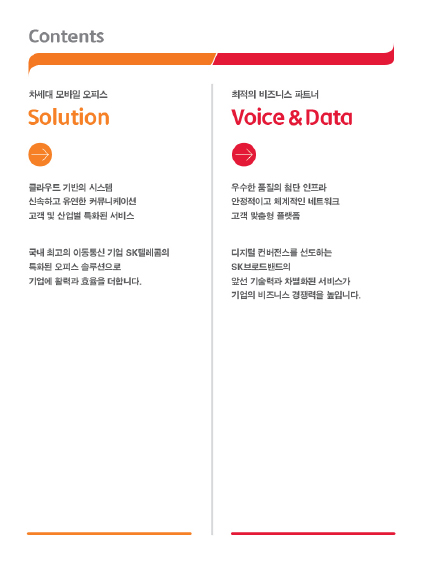 Contents
차세대 모바일 오피스
Solution
클라우드 기반의 시스템
신속하고 유연한 커뮤니케이션
고객 및 산업별 특화된 서비스
국내 최고의 이동통신 기업 SK텔레콤의
특화된 오피스 솔루션으로
기업에 활력과 효율을 더합니다.
최적의 비즈니스 파트너
Voice & Data
우수한 품질의 첨단 인프라
안정적이고 체계적인 네트워크
고객 맞춤형 플랫폼
디지털 컨버전스를 선도하는
SK브로드밴드의
앞선 기술력과 차별화된 서비스가
기업의 비즈니스 경쟁력을 높입니다.